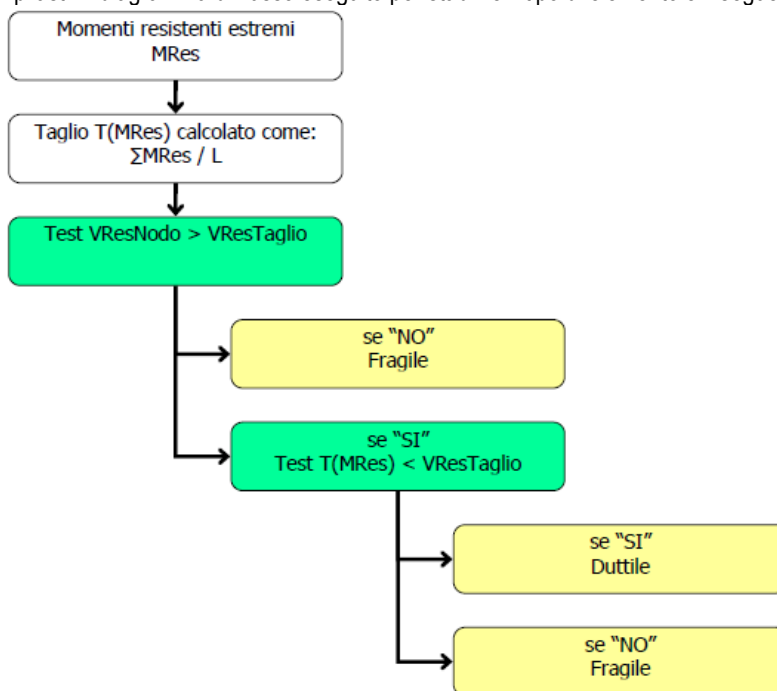 Momenti resistenti estremi
MRes
Taglio T(MRes) calcolato come:
∑MRes / L
Test VResNodo > VResTaglio
se "NO"
Fragile
se "SI"
Test T(MRes) < VResTaglio
se "SI"
Duttile
se "NO"
Fragile